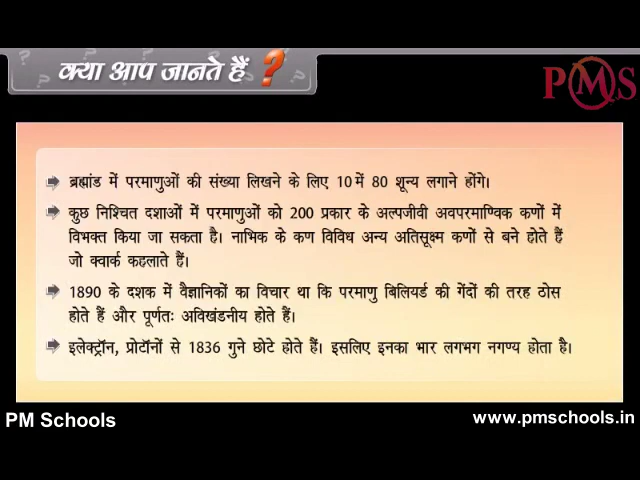 क्या आप जानते हैं ?
PMS
ब्रह्मांड में परमाणुओं की संख्या लिखने के लिए 10 में 80 शून्य लगाने होंगे।
कुछ निश्चित दशाओं में परमाणुओं को 200 प्रकार के अल्पजीवी अवपरमाण्विक कणों में
विभक्त किया जा सकता है। नाभिक के कण विविध अन्य अतिसूक्ष्म कणों से बने होते हैं
जो क्वार्क कहलाते हैं।
1890 के दशक में वैज्ञानिकों का विचार था कि परमाणु बिलियर्ड की गेंदों की तरह ठोस
होते हैं और पूर्णतः अविखंडनीय होते हैं।
इलेक्ट्रॉन, प्रोटॉनों से 1836 गुने छोटे होते हैं। इसलिए इनका भार लगभग नगण्य होता है।
PM Schools
www.pmschools.in